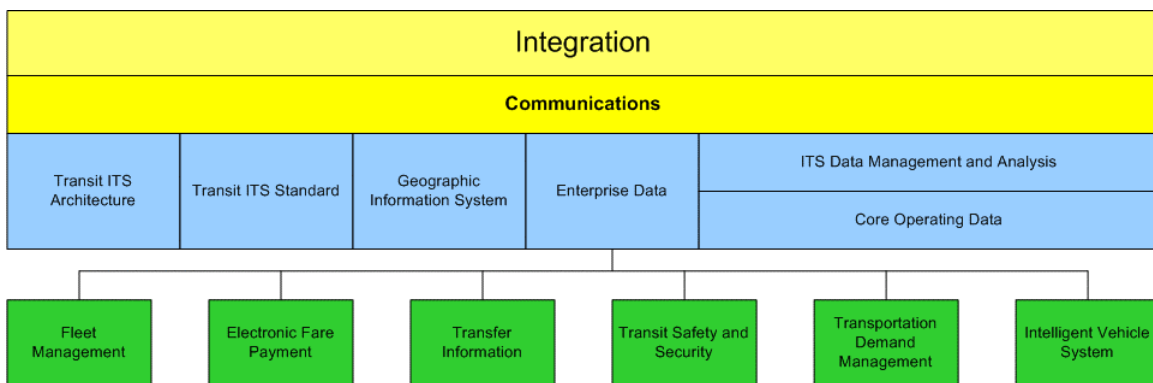 Integration
Communications
Transit ITS
Architecture
Transit ITS Standard
Geographic
Information System
Enterprise Data
ITS Data Management and Analysis
Core Operating Data
Fleet
Management
Electronic Fare
Payment
Transfer
Information
Transit Safety and
Security
Transportation
Demand
Management
Intelligent Vehicle
System